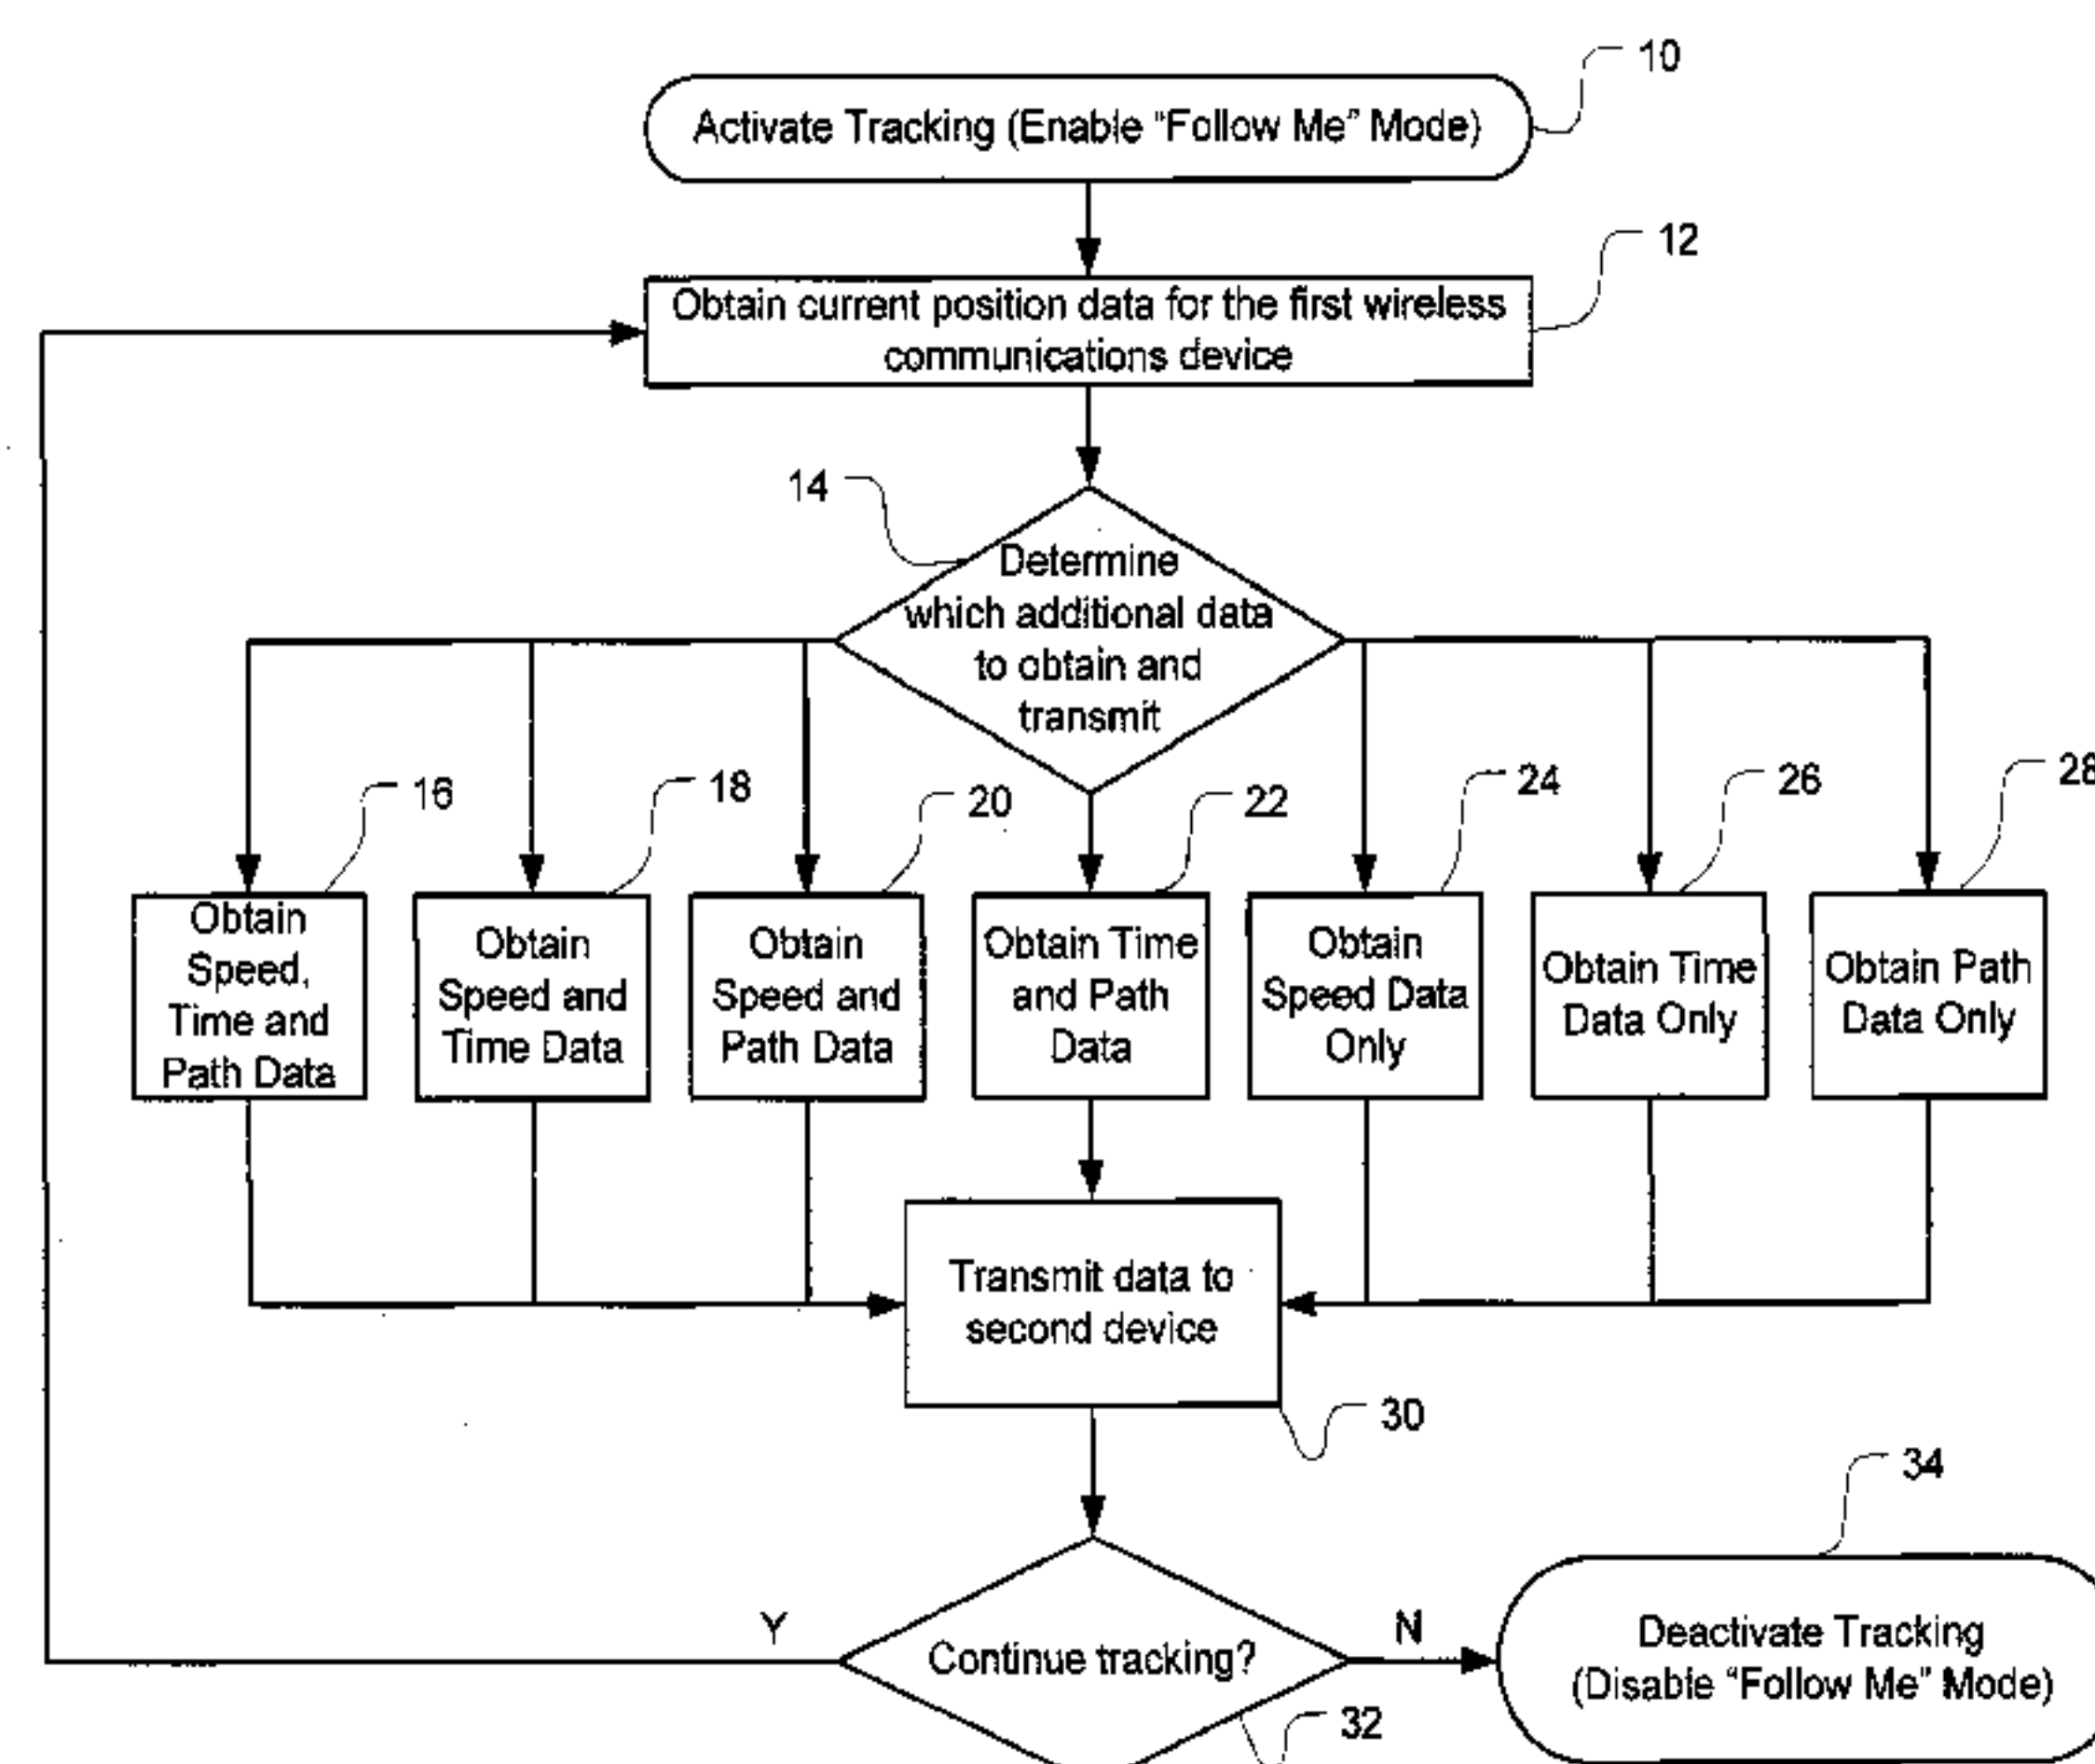 10
Activate Tracking (Enable "Follow Me" Mode)
12
Obtain current position data for the first wireless
communications device
14
Determine
which additional data
to obtain and
transmit
16
18
20
22
24
26
28
Obtain
Speed,
Time and
Path Data
Obtain
Speed and
Time Data
Obtain
Speed and
Path Data
Obtain Time
and Path
Data
Obtain
Speed Data
Only
Obtain Time
Data Only
Obtain Path
Data Only
Transmit data to
second device
30
34
Y
Continue tracking?
N
Deactivate Tracking
(Disable "Follow Me" Mode)
32